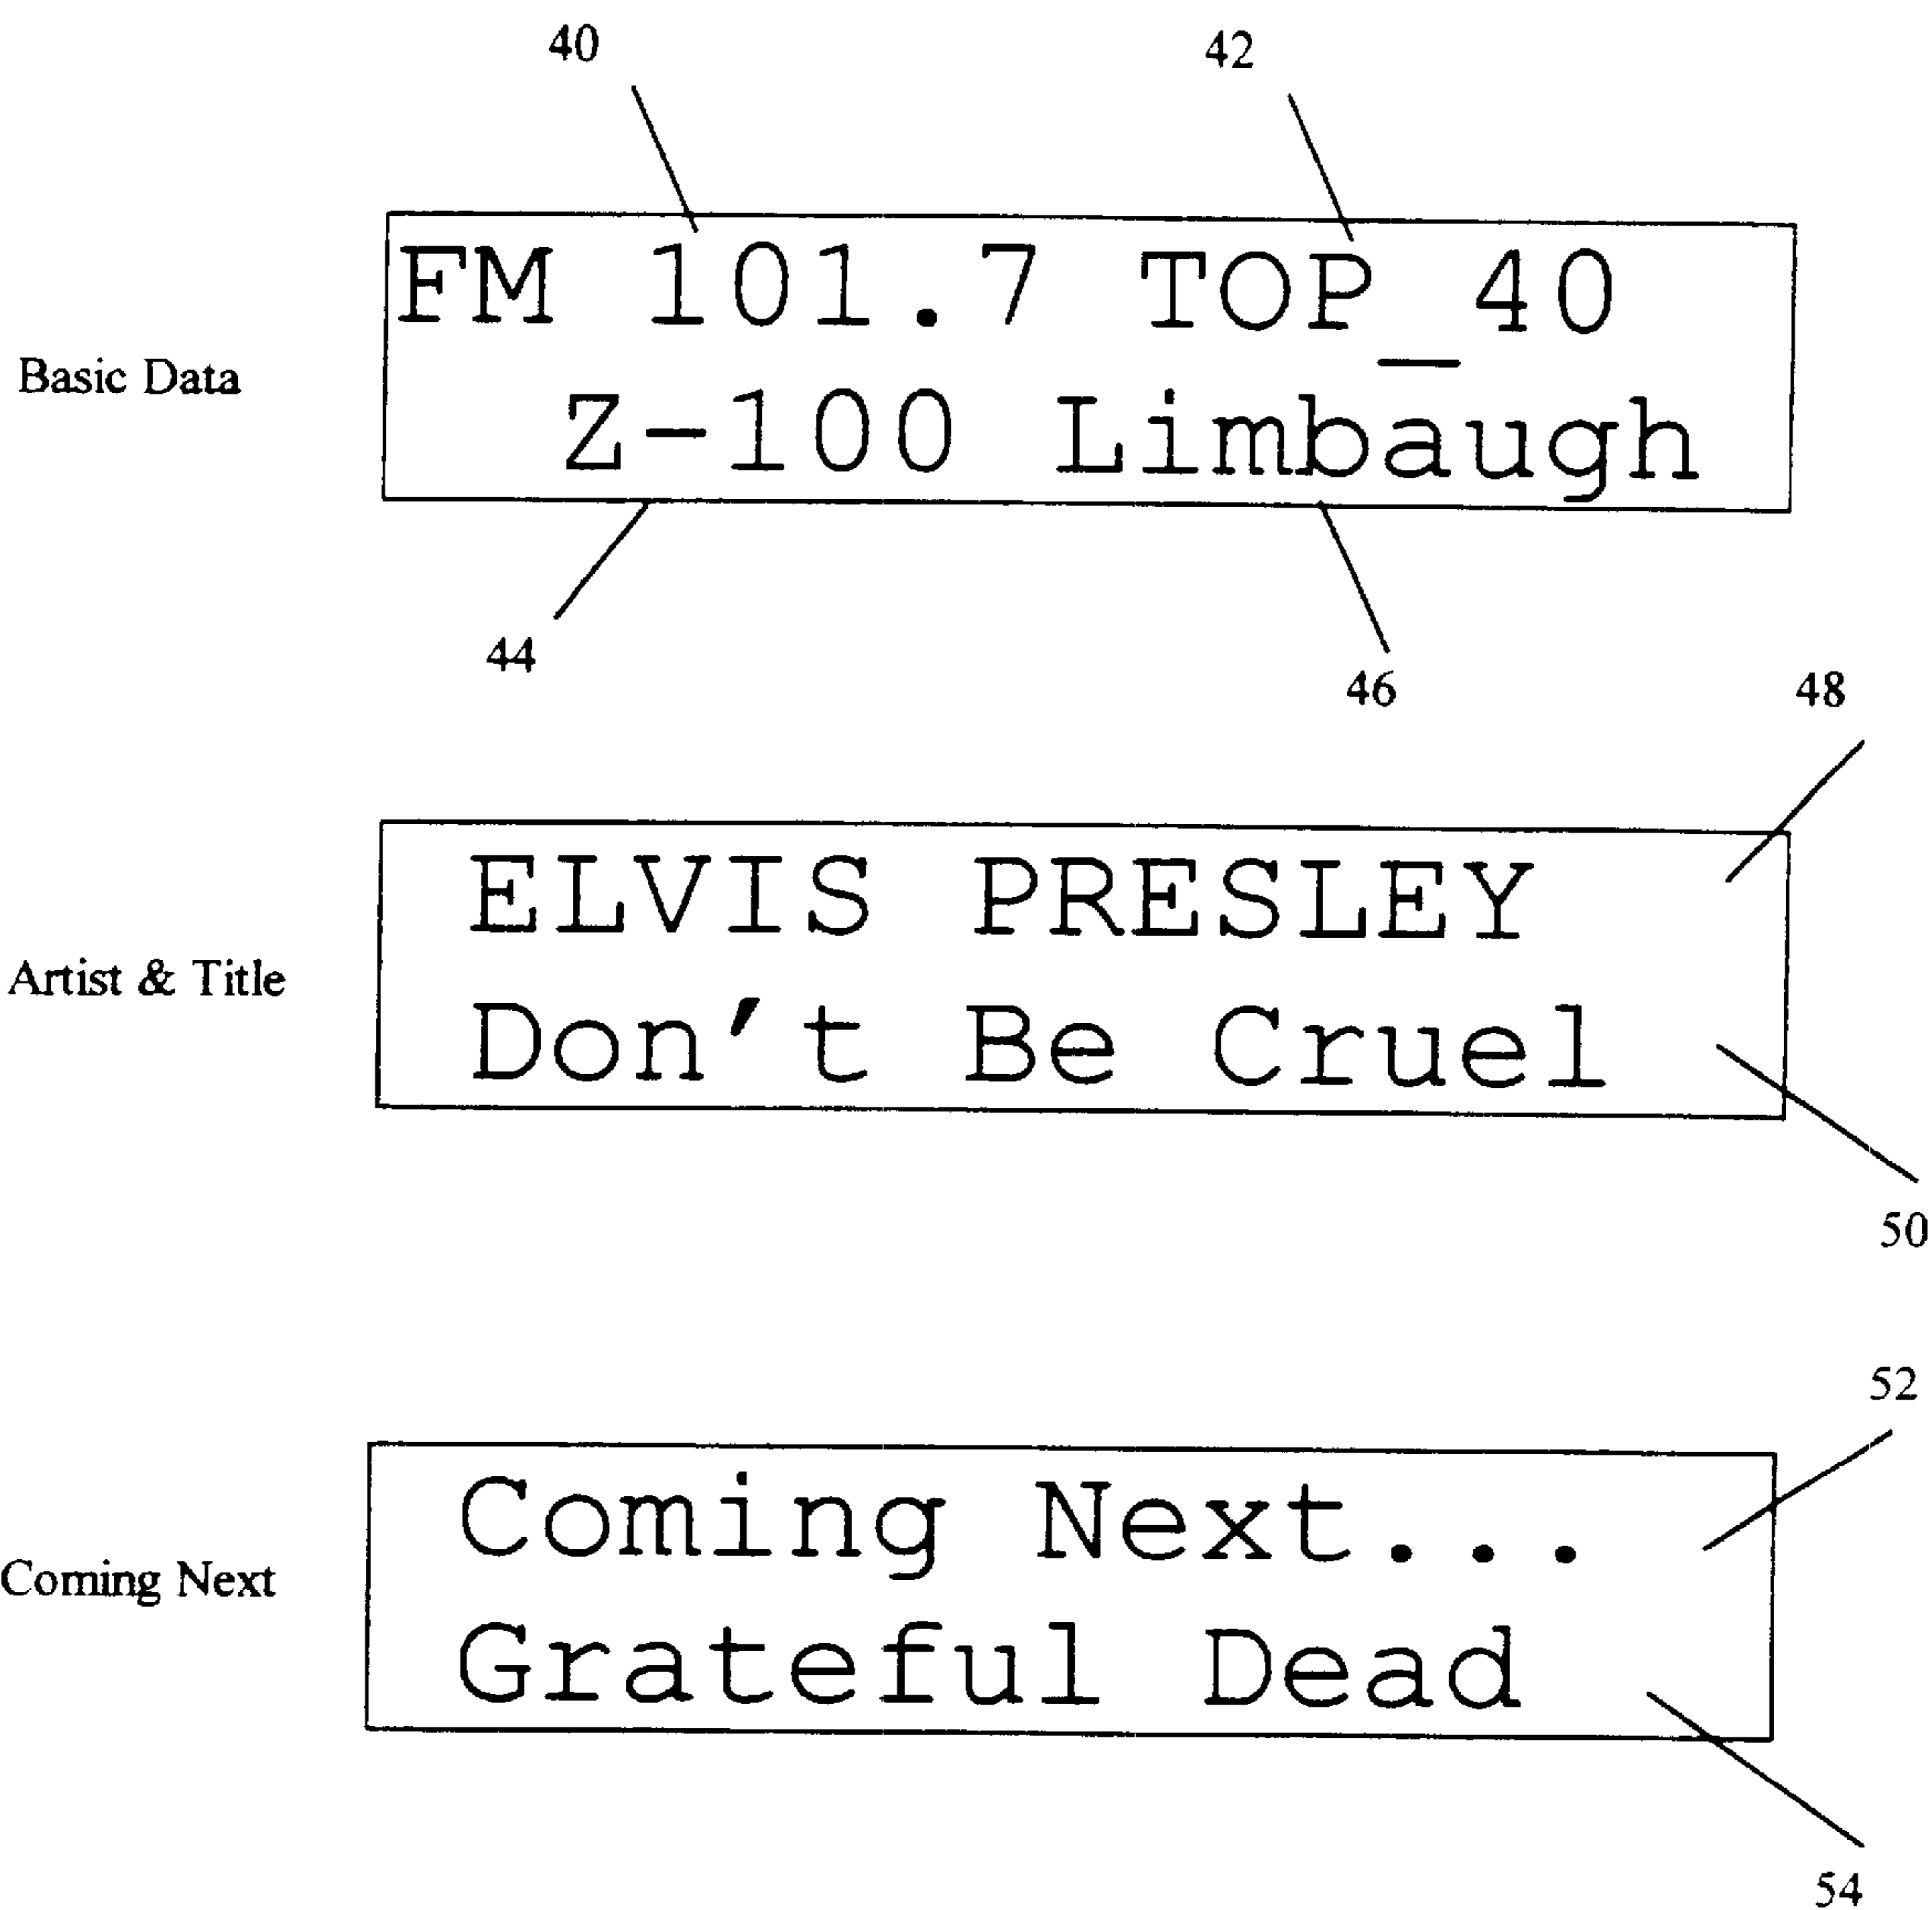 40
42
FM 101.7 TOP_40
Basic Data
Z-100 Limbaugh
44
46
48
ELVIS PRESLEY
Artist & Title
Don't Be Cruel
50
52
Coming Next...
Coming Next
Grateful Dead
54